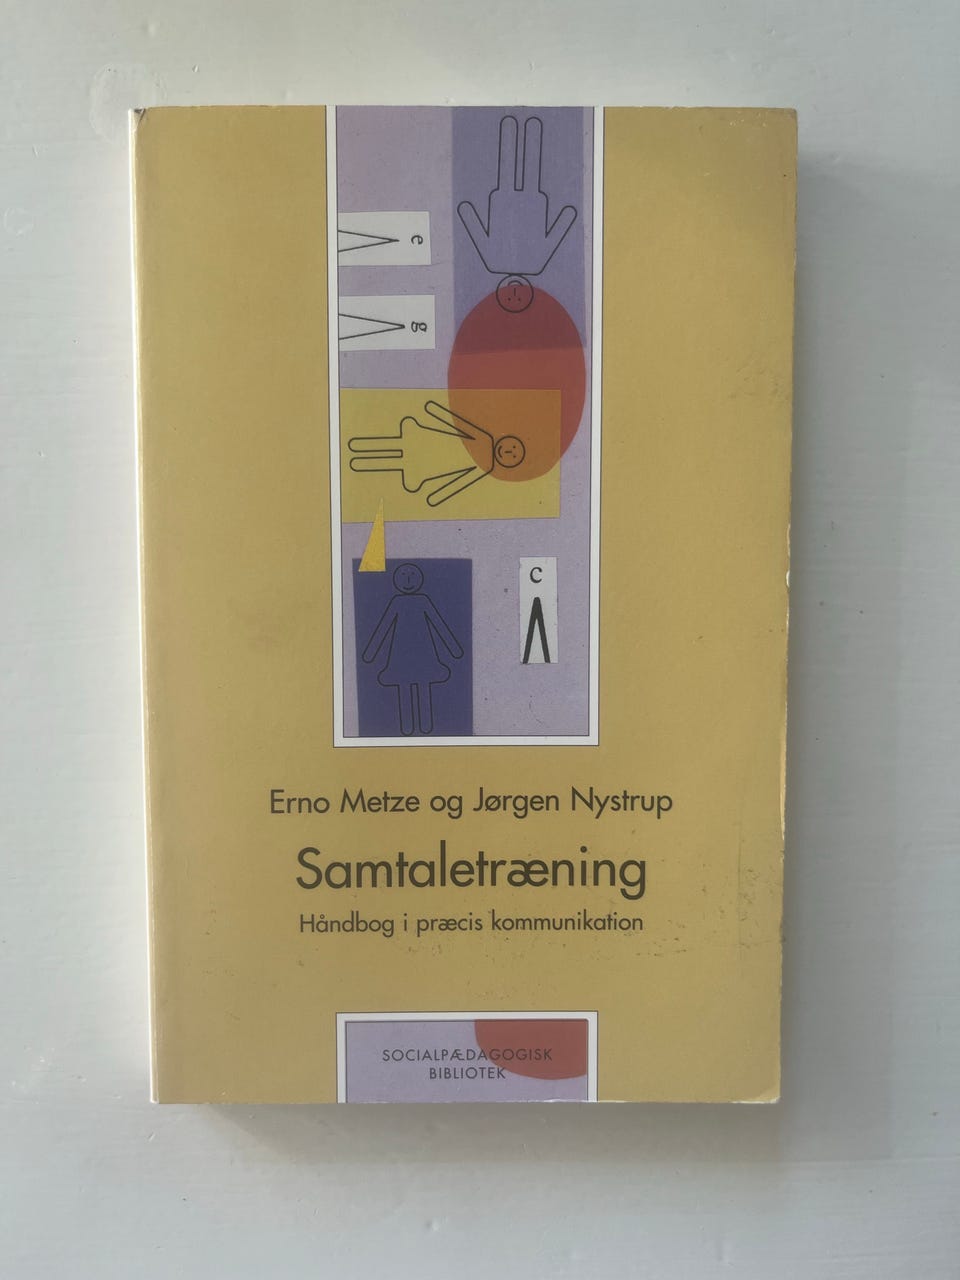 e
g
c
Erno Metze og Jørgen Nystrup
Samtaletræning
Håndbog i præcis kommunikation
SOCIALPÆDAGOGISK
BIBLIOTEK